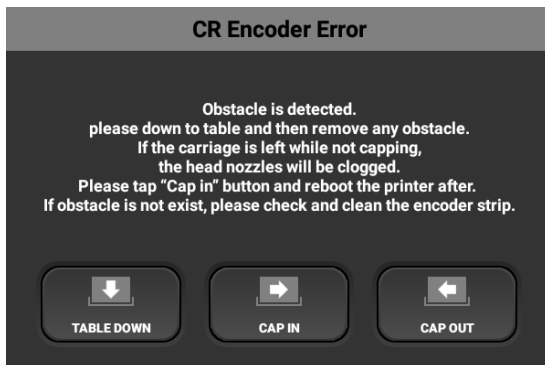 CR Encoder Error
Obstacle is detected.
please down to table and then remove any obstacle.
If the carriage is left while not capping,
the head nozzles will be clogged.
Please tap “Cap in” button and reboot the printer after.
If obstacle is not exist, please check and clean the encoder strip.
TABLE DOWN
CAP IN
CAP OUT